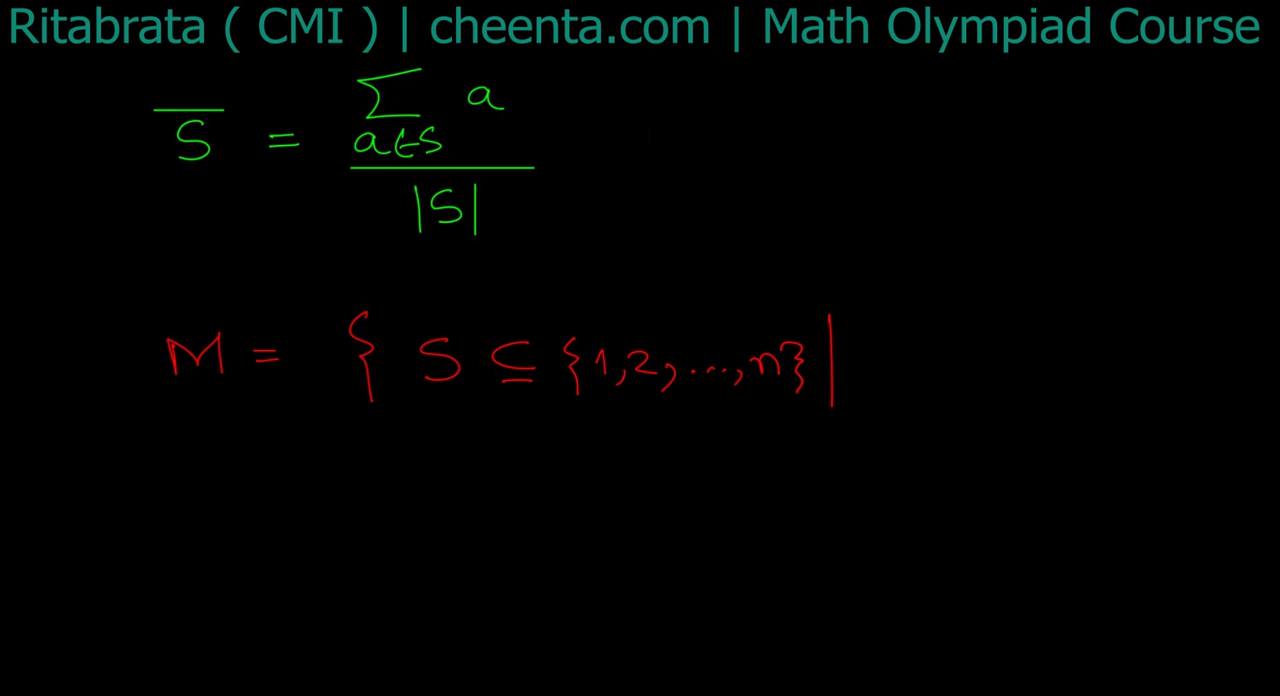 Ritabrata ( CMI ) | cheenta.com | Math Olympiad Course
S̅ = ∑_{a∈S} a / |S|
M = { S ⊆ {1,2,...,n} |